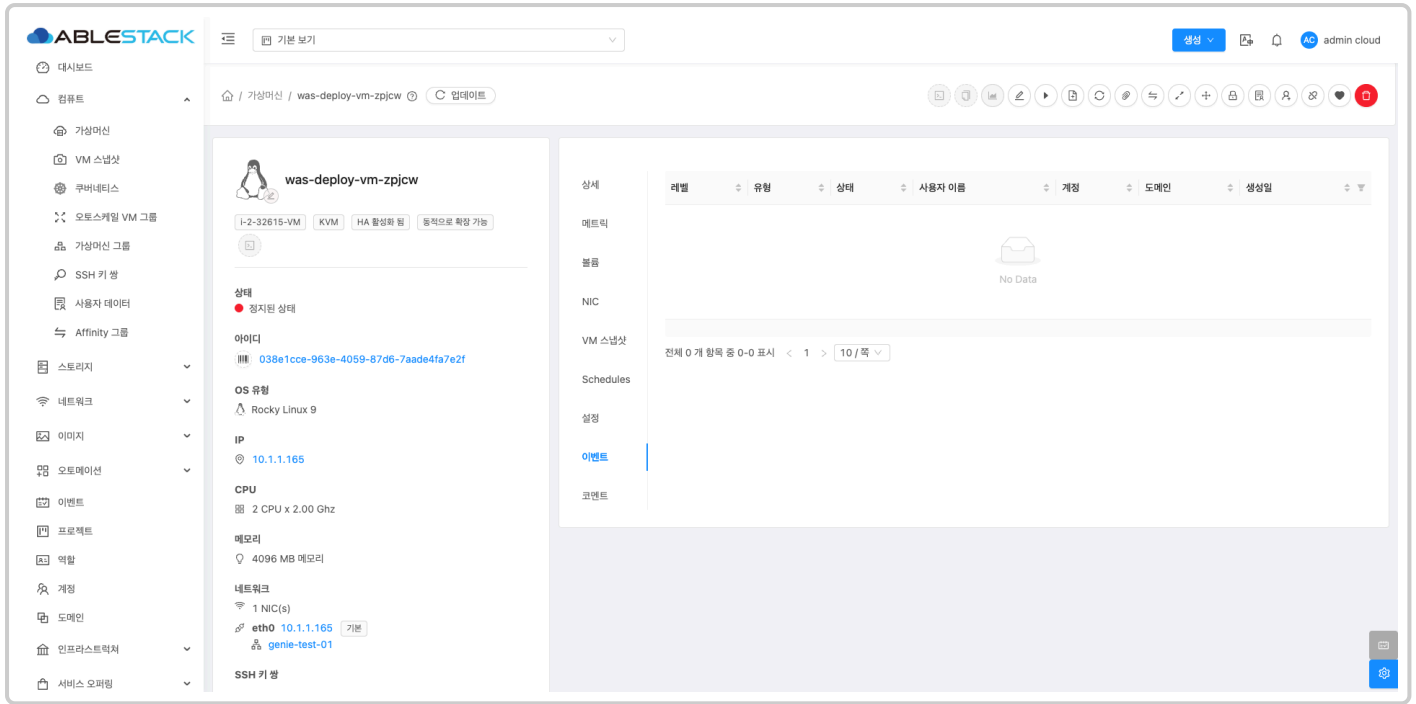 ABLESTACK
기본 보기
생성
AC
admin cloud
대시보드
컴퓨트
가상머신
VM 스냅샷
쿠버네티스
오토스케일 VM 그룹
가상머신 그룹
SSH 키 쌍
사용자 데이터
Affinity 그룹
스토리지
네트워크
이미지
오토메이션
이벤트
프로젝트
역할
계정
도메인
인프라스트럭쳐
서비스 오퍼링
/ 가상머신 / was-deploy-vm-zpjcw
업데이트
was-deploy-vm-zpjcw
i-2-32615-VM
KVM
HA 활성화 됨
동적으로 확장 가능
상태
정지된 상태
아이디
038e1cce-963e-4059-87d6-7aade4fa7e2f
OS 유형
Rocky Linux 9
IP
10.1.1.165
CPU
2 CPU x 2.00 Ghz
메모리
4096 MB 메모리
네트워크
1 NIC(s)
eth0 10.1.1.165 기본
genie-test-01
SSH 키 쌍
상세
메트릭
볼륨
NIC
VM 스냅샷
Schedules
설정
이벤트
코멘트
레벨 유형 상태 사용자 이름 계정 도메인 생성일
No Data
전체 0 개 항목 중 0-0 표시 < 1 > 10 / 쪽